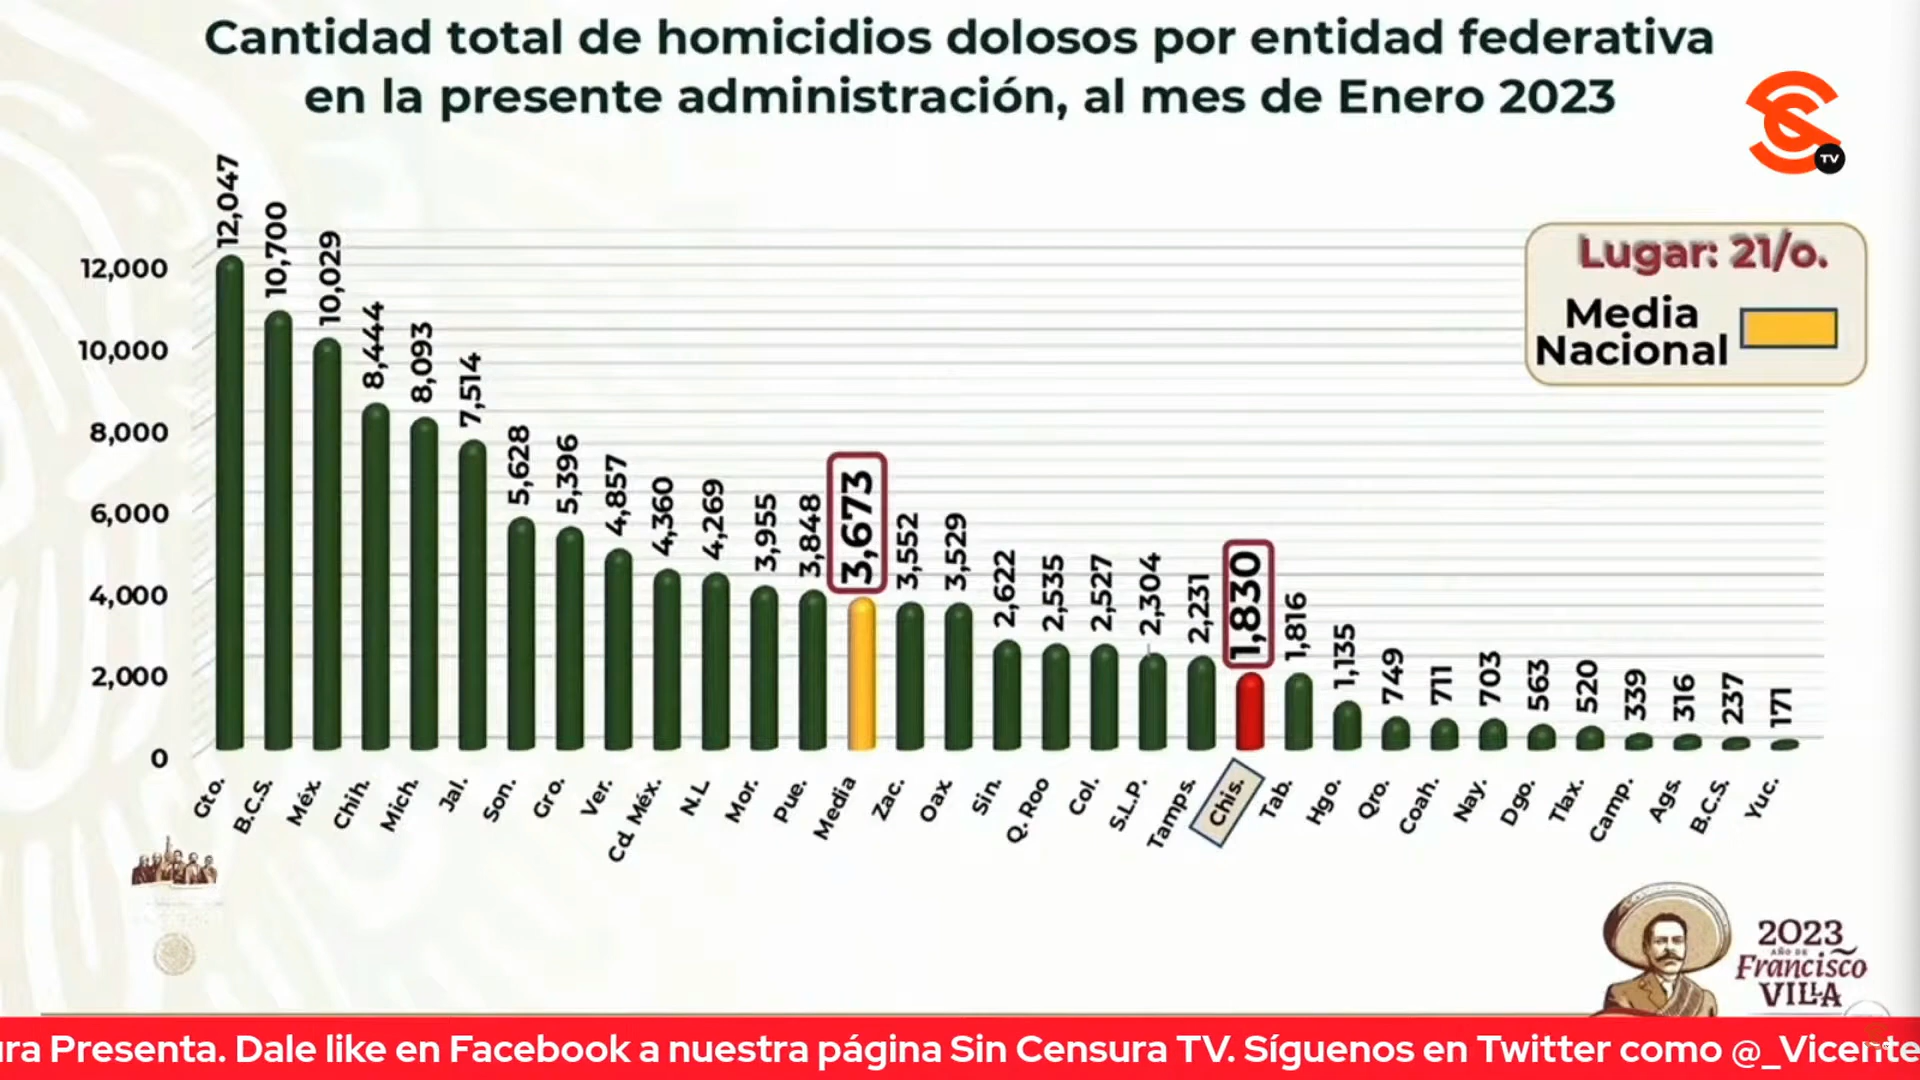 Cantidad total de homicidios dolosos por entidad federativa
en la presente administración, al mes de Enero 2023
TV
Lugar: 21/o.
Media
Nacional
12,000
10,000
8,000
6,000
4,000
2,000
0
12,047
10,700
10,029
8,444
8,093
7,514
5,628
5,396
4,857
4,360
4,269
3,955
3,848
3,673
3,552
3,529
2,622
2,535
2,527
2,304
2,231
1,830
1,816
1,135
749
711
703
563
520
339
316
237
171
Gto.
B.C.S.
Méx.
Chih.
Mich.
Jal.
Son.
Gro.
Ver.
Cd. Méx.
N.L
Mor.
Pue.
Media
Zac.
Oax.
Sin.
Q. Roo
Col.
S.L.P.
Tamps.
Chis.
Tab.
Hgo.
Qro.
Coah.
Nay.
Dgo.
Tlax.
Camp.
Ags.
B.C.S.
Yuc.
2023
AÑO DE
Francisco
VILLA
ura Presenta. Dale like en Facebook a nuestra página Sin Censura TV. Síguenos en Twitter como @_Vicente